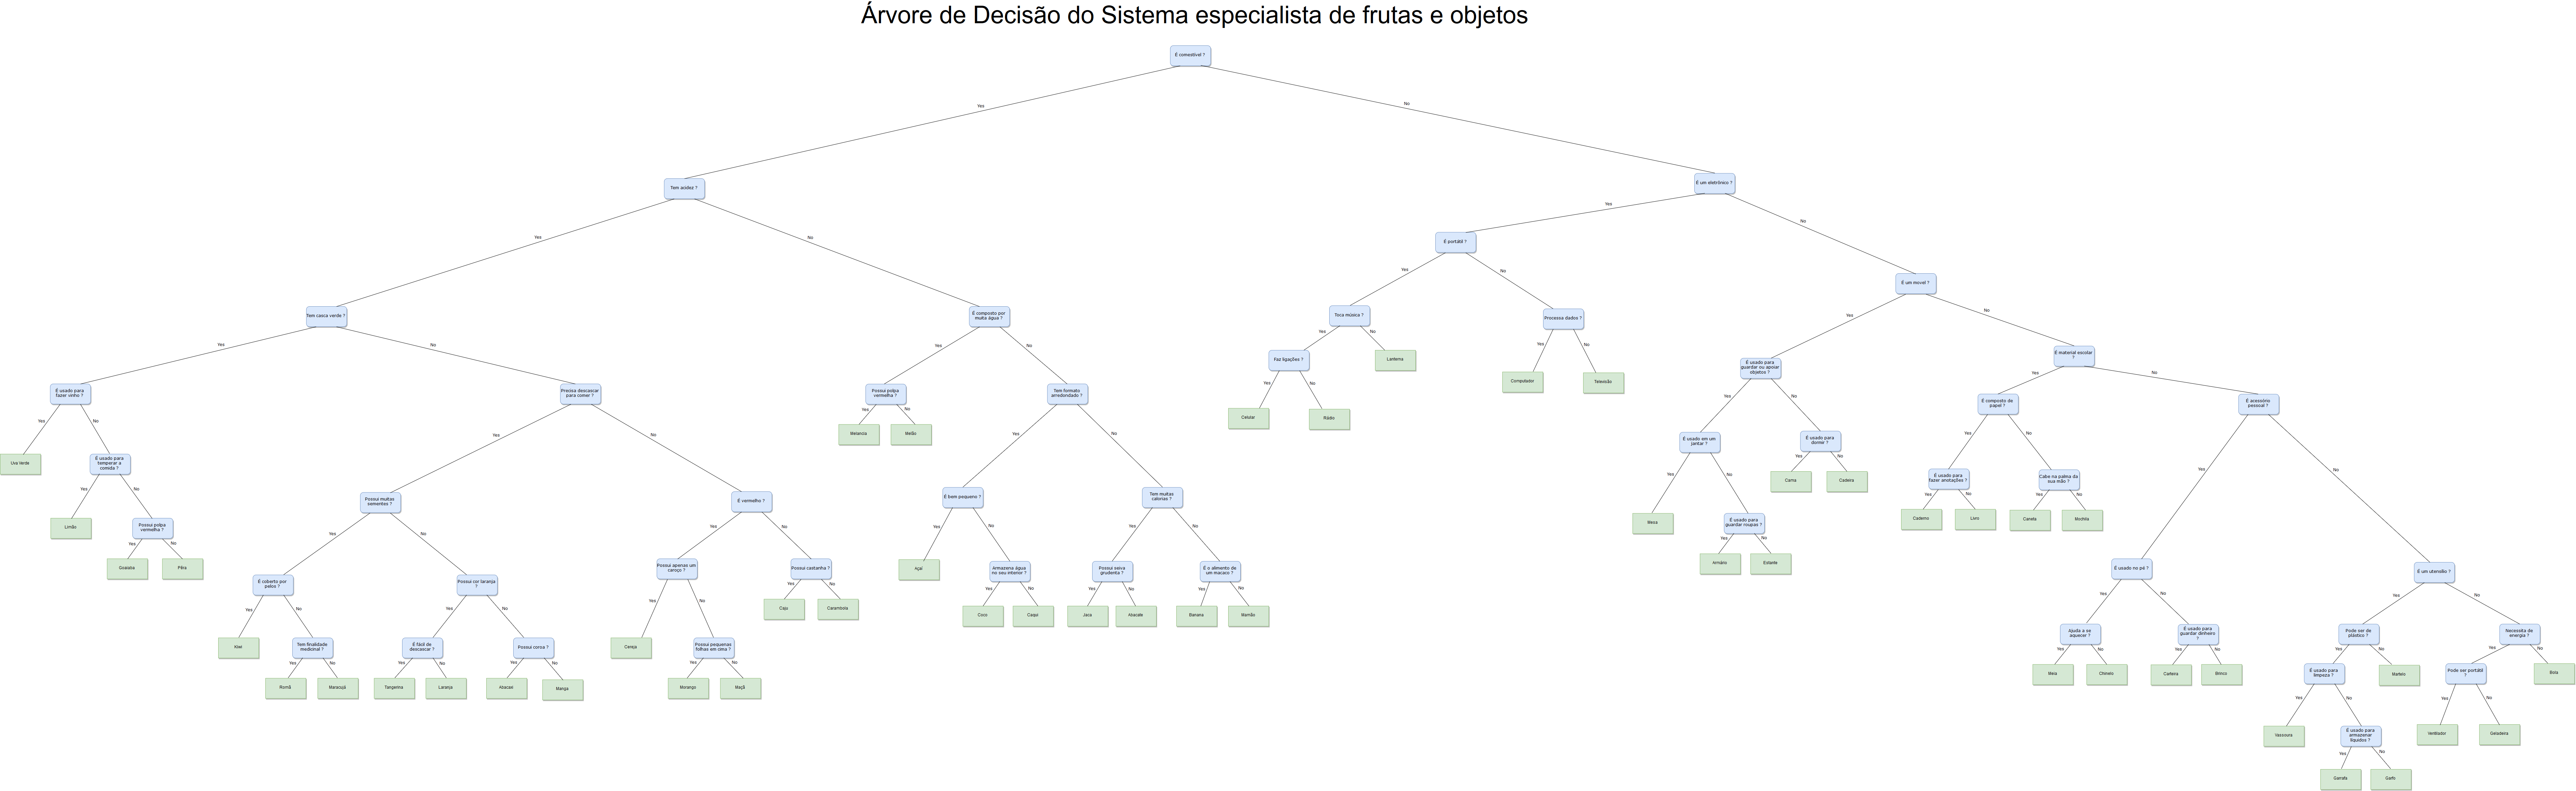 Árvore de Decisão do Sistema especialista de frutas e objetos
É comestível ?
Yes
No
Tem acidez ?
É um eletrônico ?
Yes
No
Yes
No
Tem casca verde ?
É composto por
muita água ?
É portátil ?
É um movel ?
Yes
No
Yes
No
Yes
No
Yes
No
É usado para
fazer vinho ?
Precisa descascar
para comer ?
Possui polpa
vermelha ?
Tem formato
arredondado ?
Toca música ?
Processa dados ?
É usado para
guardar ou apoiar
objetos ?
É material escolar
?
Yes
No
Yes
No
Yes
No
Yes
No
Yes
No
Yes
No
Yes
No
Yes
No
Uva Verde
É usado para
temperar a
comida ?
Possui muitas
sementes ?
É vermelho ?
Melancia
Melão
É bem pequeno ?
Tem muitas
calorias ?
Faz ligações ?
Lanterna
Computador
Televisão
É usado em um
jantar ?
É usado para
dormir ?
É composto de
papel ?
É acessório
pessoal ?
Yes
No
Yes
No
Yes
No
Yes
No
Yes
No
Yes
No
Yes
No
Yes
No
Yes
No
Yes
No
Limão
Possui polpa
vermelha ?
É coberto por
pelos ?
Possui cor laranja
?
Possui apenas um
caroço ?
Possui castanha ?
Açaí
Armazena água
no seu interior ?
Possui seiva
grudenta ?
É o alimento de
um macaco ?
Celular
Rádio
Mesa
É usado para
guardar roupas ?
Cama
Cadeira
É usado para
fazer anotações ?
Cabe na palma da
sua mão ?
É usado no pé ?
É um utensílio ?
Yes
No
Yes
No
Yes
No
Yes
No
Yes
No
Yes
No
Yes
No
Yes
No
Yes
No
Yes
No
Yes
No
Yes
No
Yes
No
Goiaba
Pêra
Kiwi
Tem finalidade
medicinal ?
É fácil de
descascar ?
Possui coroa ?
Cereja
Possui pequenas
folhas em cima ?
Caju
Carambola
Coco
Caqui
Jaca
Abacate
Banana
Mamão
Armário
Estante
Caderno
Livro
Caneta
Mochila
Ajuda a se
aquecer ?
É usado para
guardar dinheiro
?
Pode ser de
plástico ?
Necessita de
energia ?
Yes
No
Yes
No
Yes
No
Yes
No
Yes
No
Yes
No
Yes
No
Yes
No
Romã
Maracujá
Tangerina
Laranja
Abacaxi
Manga
Morango
Maçã
Meia
Chinelo
Carteira
Brinco
É usado para
limpeza ?
Martelo
Pode ser portátil
?
Bola
Yes
No
Yes
No
Vassoura
É usado para
armazenar
líquidos ?
Ventilador
Geladeira
Yes
No
Garrafa
Garfo